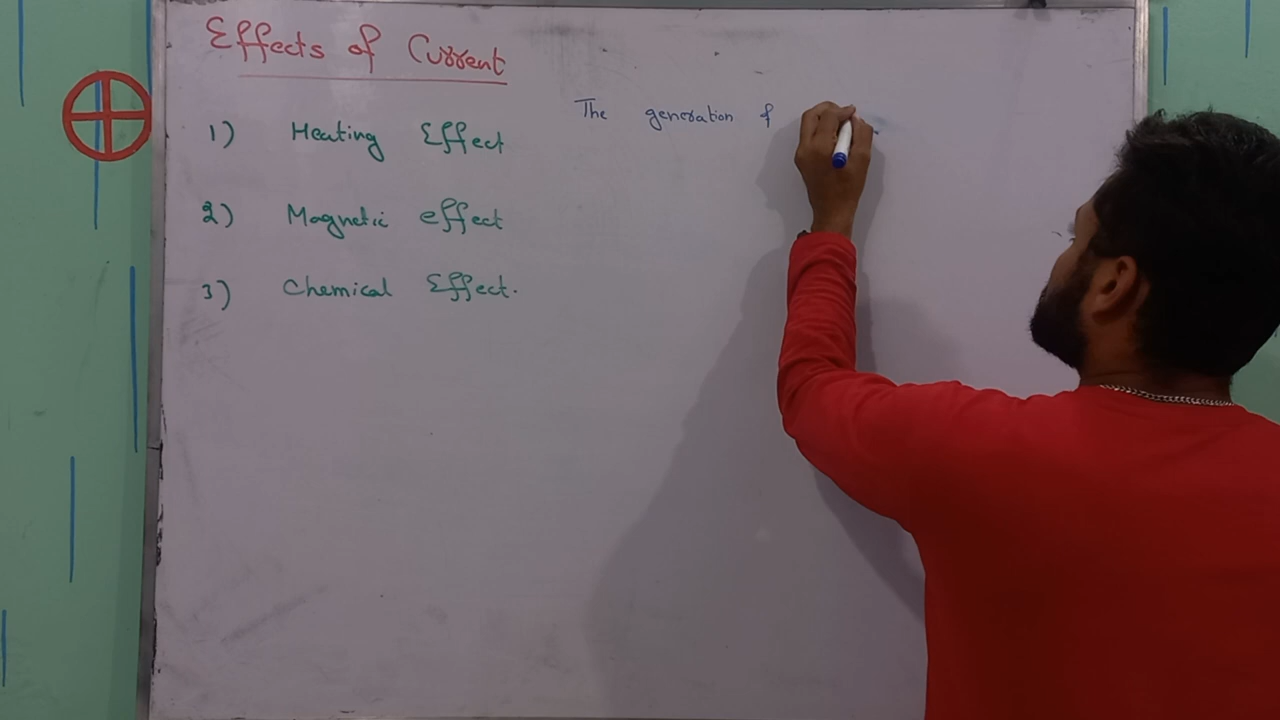 Effects of Current
1) Heating Effect
2) Magnetic effect
3) Chemical Effect.
The generation of